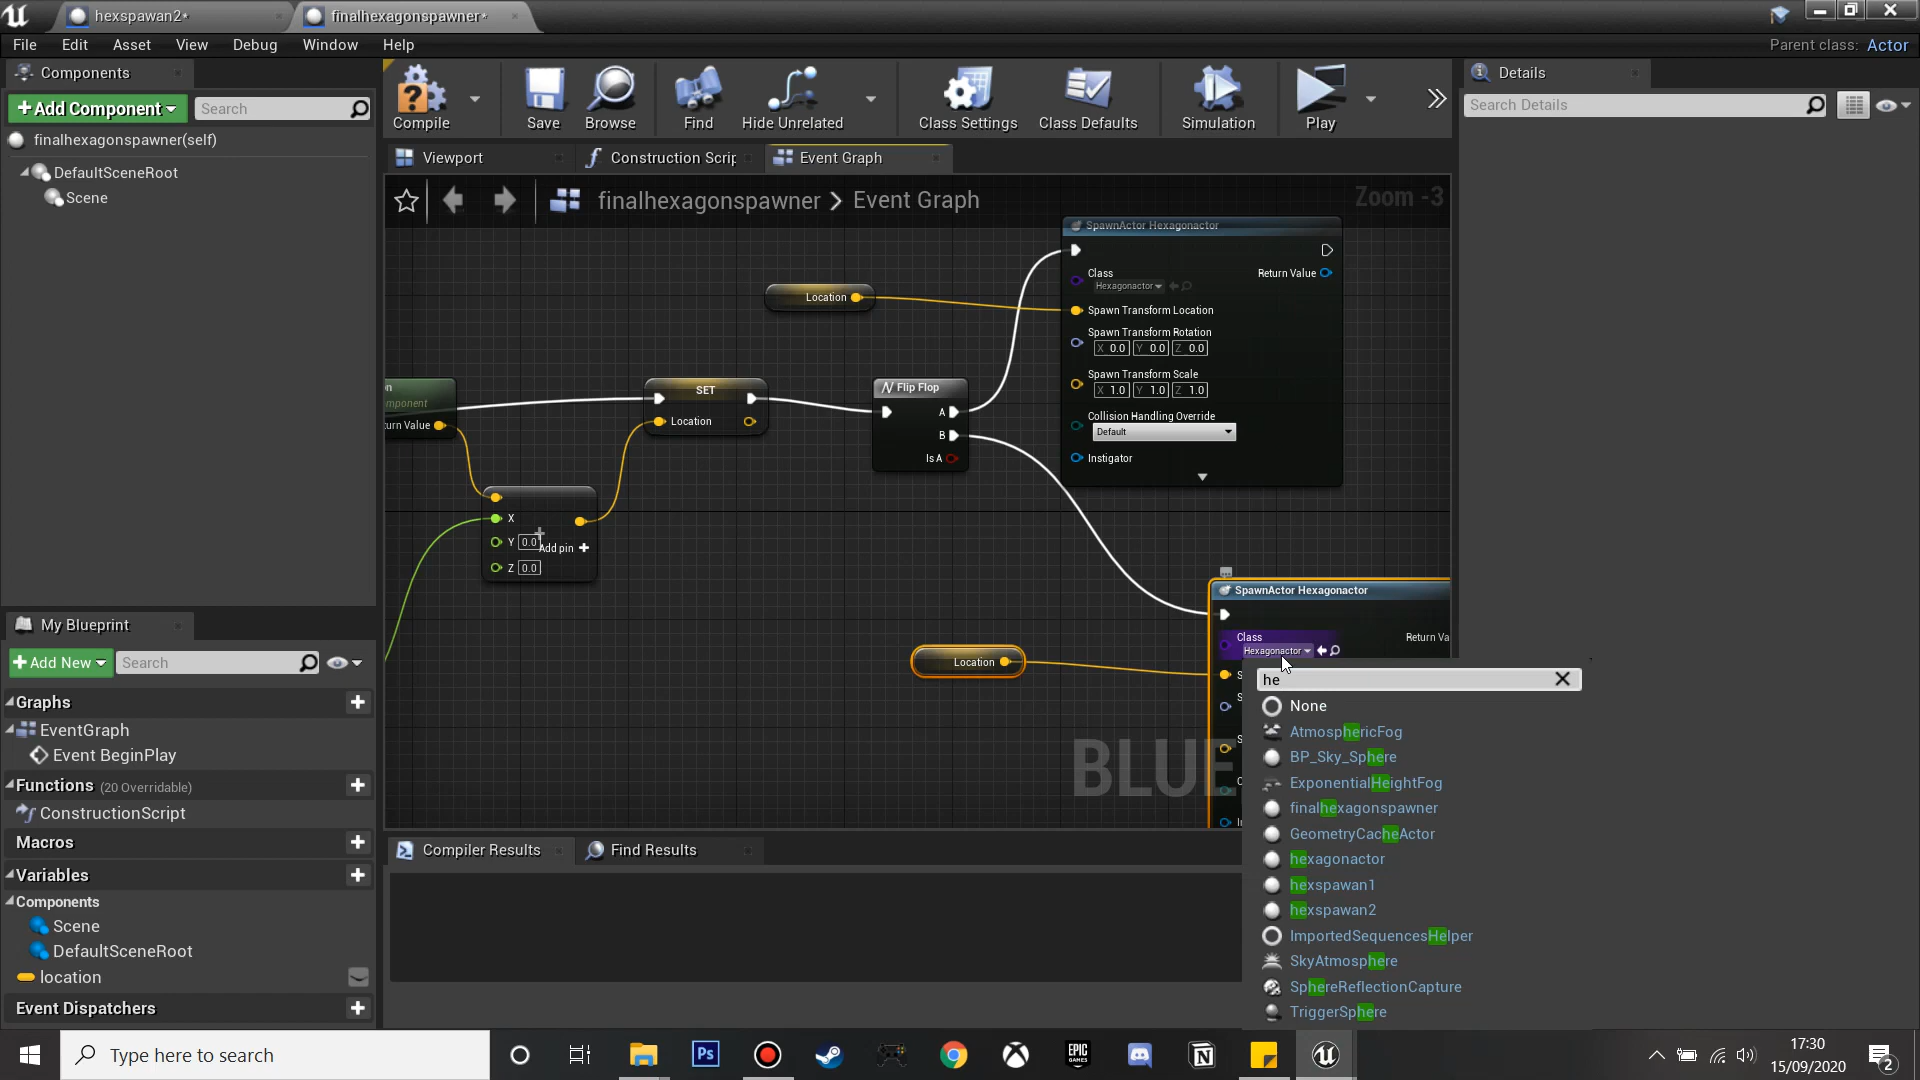 hexspawan2*
finalhexagonspawner*
File
Edit
Asset
View
Debug
Window
Help
Parent class: Actor
Components
+Add Component
Search
finalhexagonspawner(self)
DefaultSceneRoot
Scene
Compile
Save
Browse
Find
Hide Unrelated
Class Settings
Class Defaults
Simulation
Play
Details
Search Details
Viewport
Construction Scrip
Event Graph
finalhexagonspawner > Event Graph
Zoom -3
SpawnActor Hexagonactor
Class
Hexagonactor
Return Value
Location
Spawn Transform Location
Spawn Transform Rotation
X 0.0 Y 0.0 Z 0.0
Spawn Transform Scale
X 1.0 Y 1.0 Z 1.0
Collision Handling Override
Default
Instigator
SET
Location
Flip Flop
A
B
Is A
X
Y 0.0
Z 0.0
Add pin +
SpawnActor Hexagonactor
Class
Hexagonactor
Return Va
Location
BLUE
he
None
AtmosphericFog
BP_Sky_Sphere
ExponentialHeightFog
finalhexagonspawner
GeometryCacheActor
hexagonactor
hexspawan1
hexspawan2
ImportedSequencesHelper
SkyAtmosphere
SphereReflectionCapture
TriggerSphere
My Blueprint
+Add New
Search
Graphs
EventGraph
Event BeginPlay
Functions (20 Overridable)
ConstructionScript
Macros
Variables
Components
Scene
DefaultSceneRoot
location
Event Dispatchers
Compiler Results
Find Results
Type here to search
Ps
EPIC GAMES
17:30
15/09/2020
2